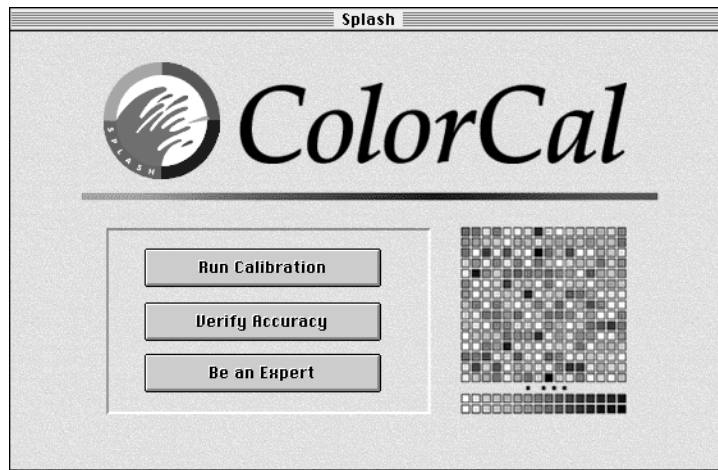 Splash
SPLASH
ColorCal
Run Calibration
Verify Accuracy
Be an Expert